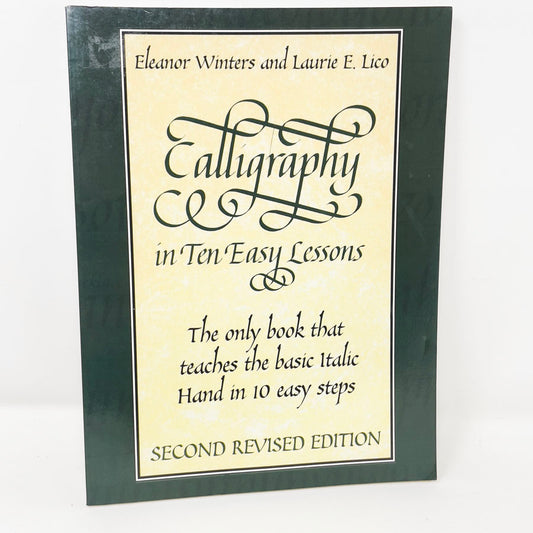 Eleanor Winters and Laurie E. Lico
Calligraphy
in Ten Easy Lessons
The only book that
teaches the basic Italic
Hand in 10 easy steps
SECOND REVISED EDITION